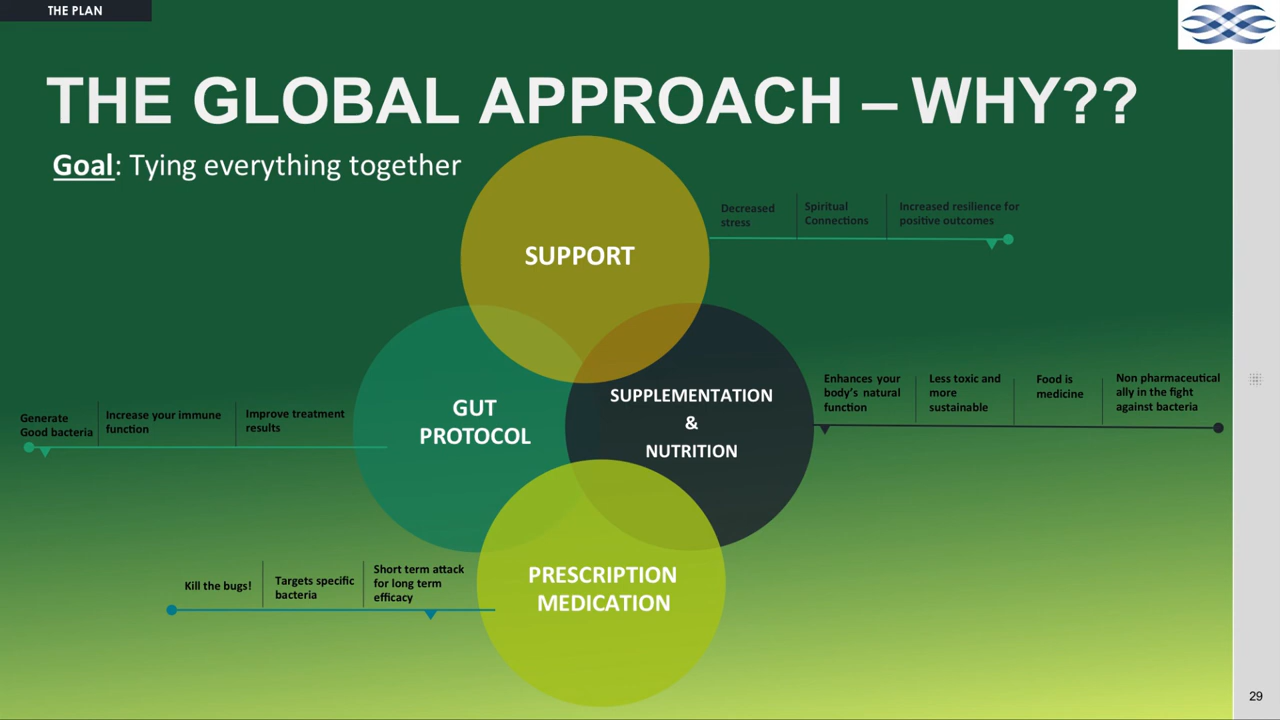 THE PLAN
THE GLOBAL APPROACH – WHY??
Goal: Tying everything together
SUPPORT
Decreased
stress
Spiritual
Connections
Increased resilience for
positive outcomes
GUT
PROTOCOL
Generate
Good bacteria
Increase your immune
function
Improve treatment
results
SUPPLEMENTATION
&
NUTRITION
Enhances your
body's natural
function
Less toxic and
more
sustainable
Food is
medicine
Non pharmaceutical
ally in the fight
against bacteria
PRESCRIPTION
MEDICATION
Kill the bugs!
Targets specific
bacteria
Short term attack
for long term
efficacy
29